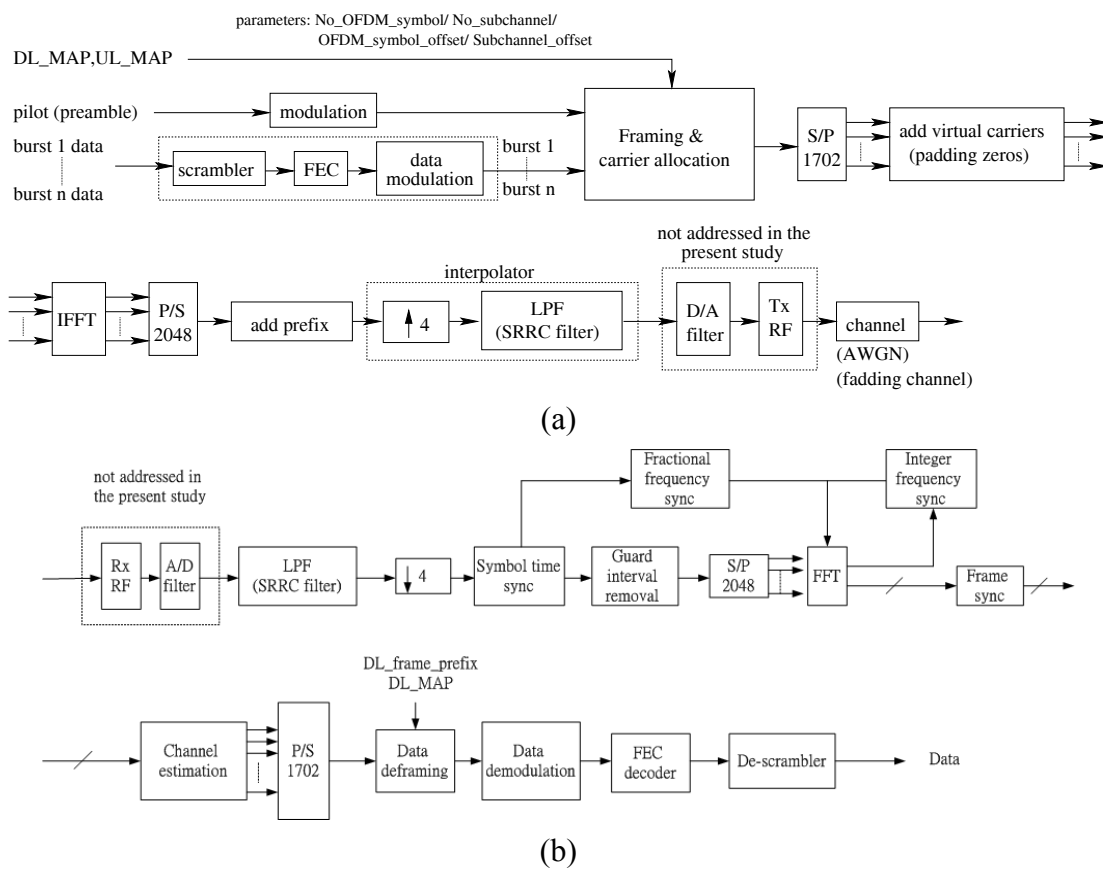 parameters: No_OFDM_symbol/ No_subchannel/
OFDM_symbol_offset/ Subchannel_offset
DL_MAP,UL_MAP
pilot (preamble)
modulation
burst 1 data
burst n data
scrambler
FEC
data
modulation
burst 1
burst n
Framing &
carrier allocation
S/P
1702
add virtual carriers
(padding zeros)
not addressed in the
present study
IFFT
P/S
2048
add prefix
interpolator
4
LPF
(SRRC filter)
D/A
filter
Tx
RF
channel
(AWGN)
(fadding channel)
(a)
not addressed in
the present study
Fractional
frequency
sync
Integer
frequency
sync
Rx
RF
A/D
filter
LPF
(SRRC filter)
4
Symbol time
sync
Guard
interval
removal
S/P
2048
FFT
Frame
sync
DL_frame_prefix
DL_MAP
Channel
estimation
P/S
1702
Data
deframing
Data
demodulation
FEC
decoder
De-scrambler
Data
(b)